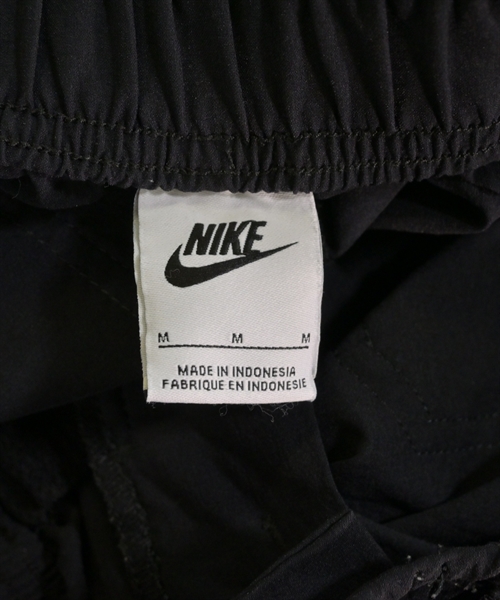 NIKE
M M M
MADE IN INDONESIA
FABRIQUE EN INDONESIE